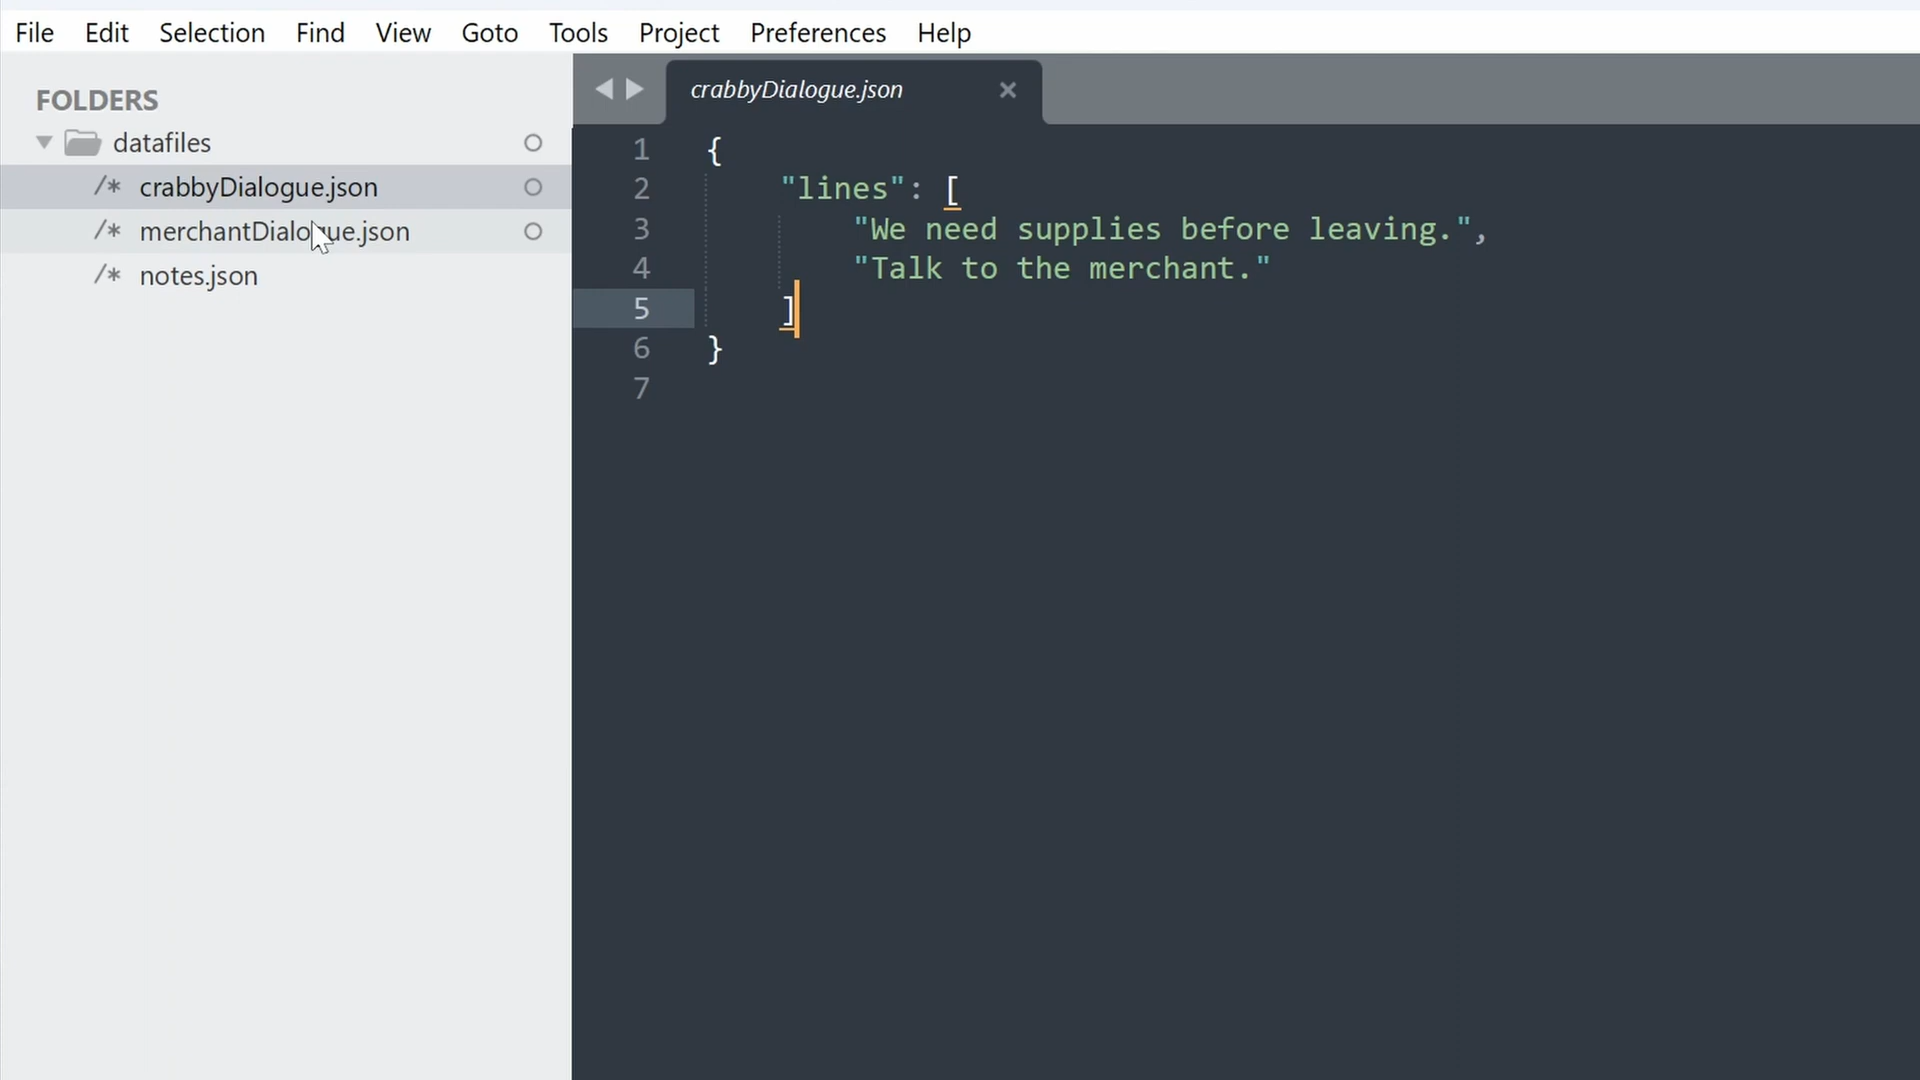 File Edit Selection Find View Goto Tools Project Preferences Help
FOLDERS
datafiles
/* crabbyDialogue.json
/* merchantDialogue.json
/* notes.json
crabbyDialogue.json ×
1 {
2 "lines": [
3 "We need supplies before leaving.",
4 "Talk to the merchant."
5 ]
6 }
7